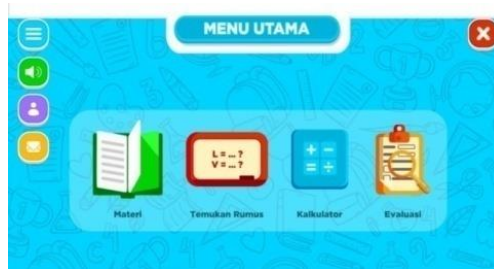 MENU UTAMA
L = ... ?
V = ... ?
Materi
Temukan Rumus
Kalkulator
Evaluasi